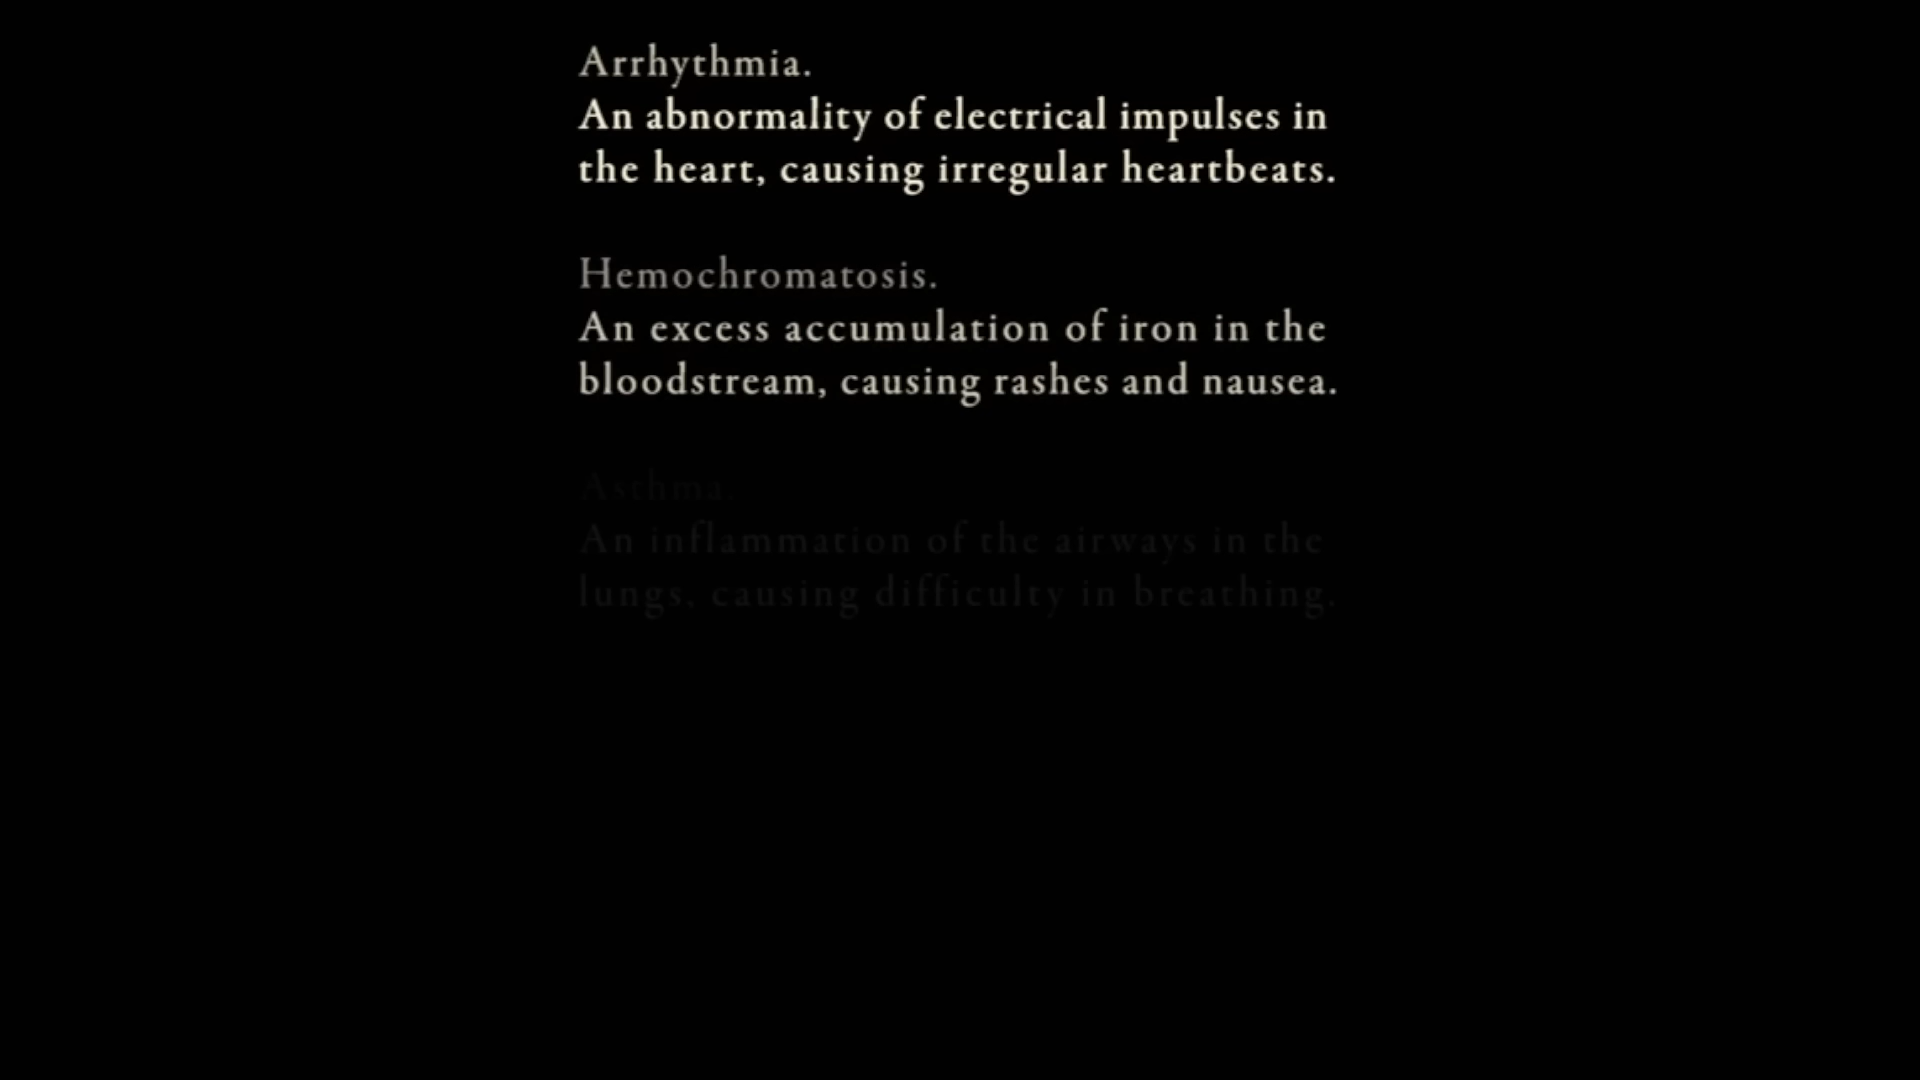 Arrhythmia.
An abnormality of electrical impulses in
the heart, causing irregular heartbeats.
Hemochromatosis.
An excess accumulation of iron in the
bloodstream, causing rashes and nausea.
Asthma.
An inflammation of the airways in the
lungs, causing difficulty in breathing.